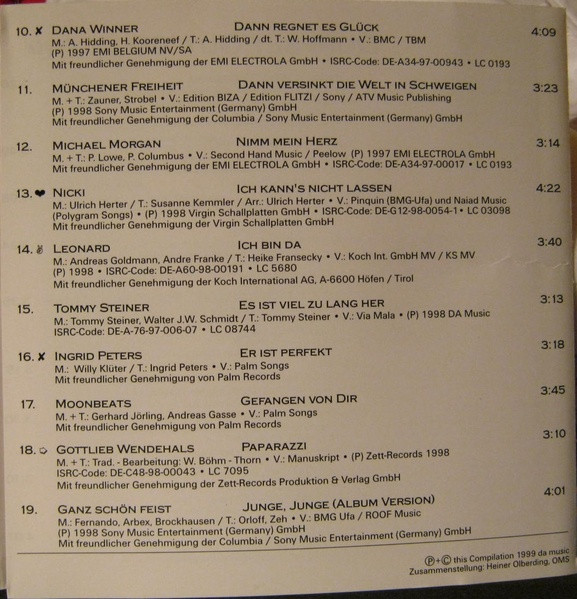 10. ✘ DANA WINNER DANN REGNET ES GLÜCK 4:09
M.: A. Hidding, H. Kooreneef / T.: A. Hidding / dt. T.: W. Hoffmann • V.: BMC / TBM
(P) 1997 EMI BELGIUM NV/SA
Mit freundlicher Genehmigung der EMI ELECTROLA GmbH • ISRC-Code: DE-A34-97-00943 • LC 0193
11. MÜNCHENER FREIHEIT DANN VERSINKT DIE WELT IN SCHWEIGEN 3:23
M. + T.: Zauner, Strobel • V.: Edition BIZA / Edition FLITZI / Sony / ATV Music Publishing
(P) 1998 Sony Music Entertainment (Germany) GmbH
Mit freundlicher Genehmigung der Columbia / Sony Music Entertainment (Germany) GmbH
12. MICHAEL MORGAN NIMM MEIN HERZ 3:14
M. + T.: P. Lowe, P. Columbus • V.: Second Hand Music / Peelow (P) 1997 EMI ELECTROLA GmbH
Mit freundlicher Genehmigung der EMI ELECTROLA GmbH • ISRC-Code: DE-A34-97-00017 • LC 0193
13. ❤ NICKI ICH KANN'S NICHT LASSEN 4:22
M.: Ulrich Herter / T.: Susanne Kemmler / Arr.: Ulrich Herter • V.: Pinquin (BMG-Ufa) und Naiad Music
(Polygram Songs) • (P) 1998 Virgin Schallplatten GmbH • ISRC-Code: DE-G12-98-0054-1 • LC 03098
Mit freundlicher Genehmigung der Virgin Schallplatten GmbH
14. ✌ LEONARD ICH BIN DA 3:40
M.: Andreas Goldmann, Andre Franke / T.: Heike Fransecky • V.: Koch Int. GmbH MV / KS MV
(P) 1998 • ISRC-Code: DE-A60-98-00191 • LC 5680
Mit freundlicher Genehmigung der Koch International AG, A-6600 Höfen / Tirol
15. TOMMY STEINER ES IST VIEL ZU LANG HER 3:13
M.: Tommy Steiner, Walter J.W. Schmidt / T.: Tommy Steiner • V.: Via Mala • (P) 1998 DA Music
ISRC-Code: DE-A-76-97-006-07 • LC 08744
16. ✘ INGRID PETERS ER IST PERFEKT 3:18
M.: Willy Klüter / T.: Ingrid Peters • V.: Palm Songs
Mit freundlicher Genehmigung von Palm Records
17. MOONBEATS GEFANGEN VON DIR 3:45
M. + T.: Gerhard Jörling, Andreas Gasse • V.: Palm Songs
Mit freundlicher Genehmigung von Palm Records
18. ✩ GOTTLIEB WENDEHALS PAPARAZZI 3:10
M. + T.: Trad. - Bearbeitung: W. Böhm - Thorn • V.: Manuskript • (P) Zett-Records 1998
ISRC-Code: DE-C48-98-00043 • LC 7095
Mit freundlicher Genehmigung der Zett-Records Produktion & Verlag GmbH
19. GANZ SCHÖN FEIST JUNGE, JUNGE (ALBUM VERSION) 4:01
M.: Fernando, Arbex, Brockhausen / T.: Orloff, Zeh • V.: BMG Ufa / ROOF Music
(P) 1998 Sony Music Entertainment (Germany) GmbH
Mit freundlicher Genehmigung der Columbia / Sony Music Entertainment (Germany) GmbH
℗+© this Compilation 1999 da music
Zusammenstellung: Heiner Olberding, OMS